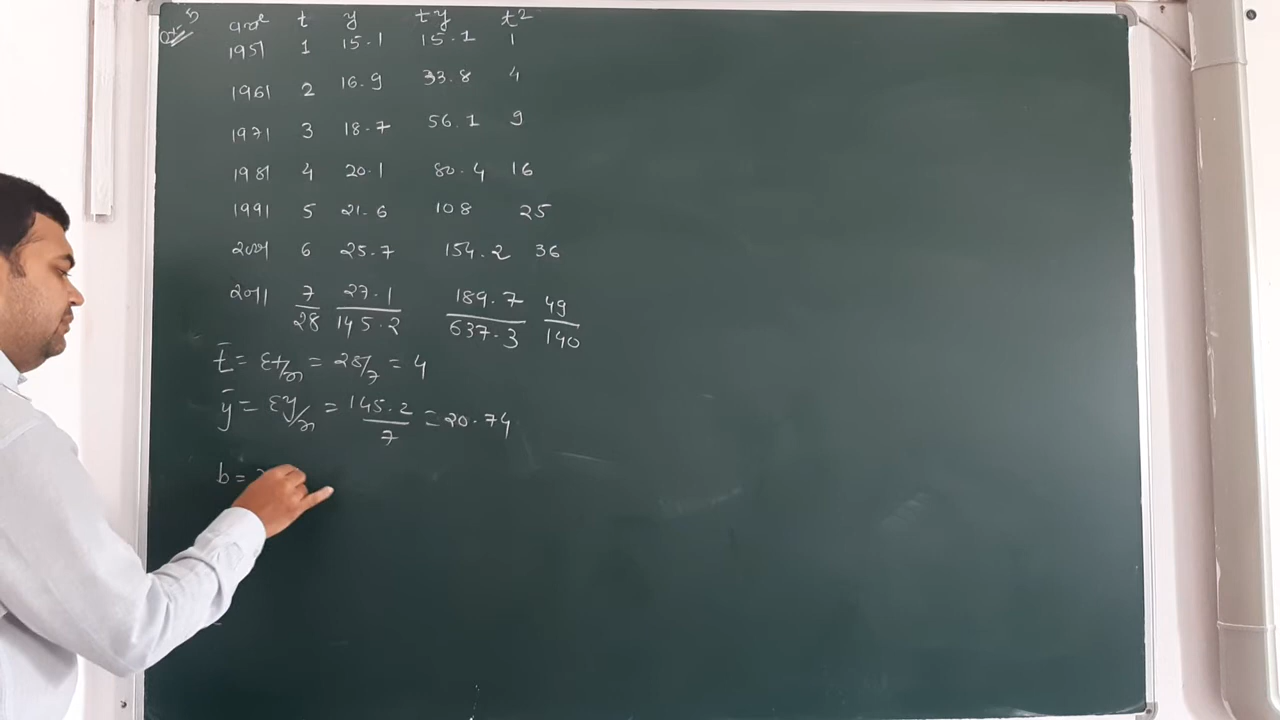 t y ty t²
1951 1 15.1 15.1 1
1961 2 16.9 33.8 4
1971 3 18.7 56.1 9
1981 4 20.1 80.4 16
1991 5 21.6 108 25
2001 6 25.7 154.2 36
2011 7 27.1 189.7 49
28 145.2 637.3 140
t̄ = Σt/n = 28/7 = 4
ȳ = Σy/n = 145.2/7 = 20.74
b =